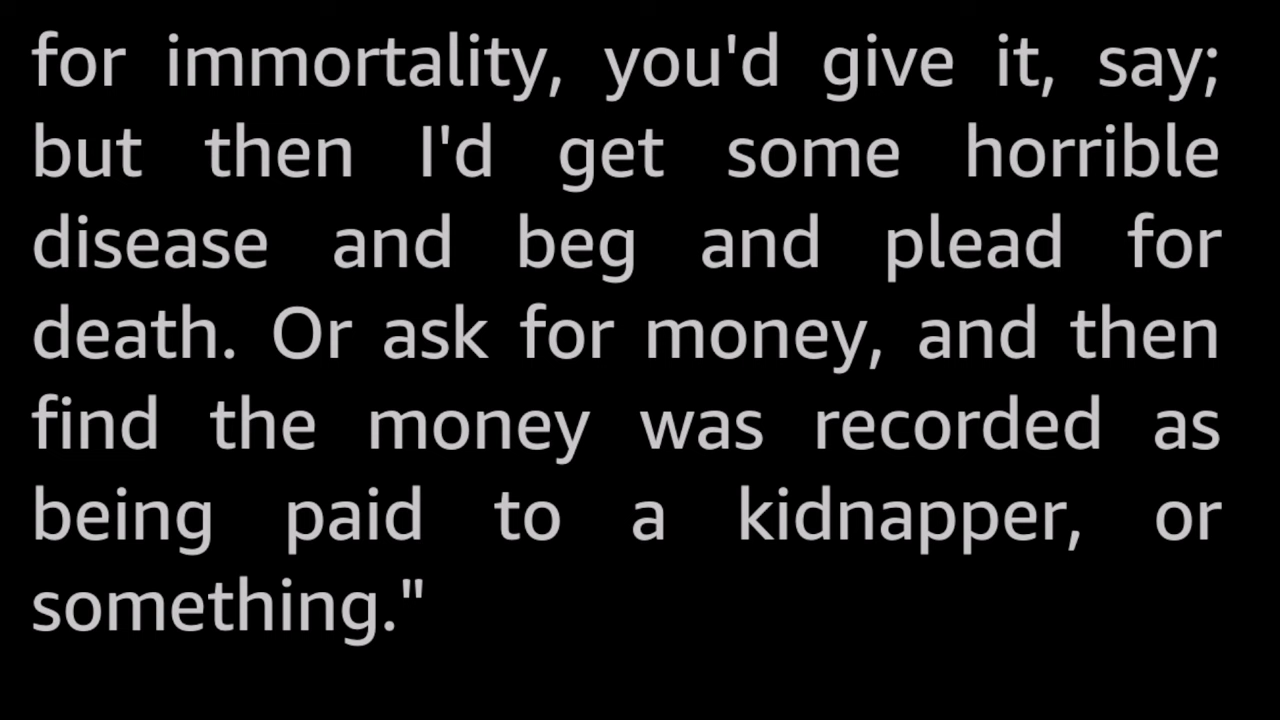 for immortality, you'd give it, say;
but then I'd get some horrible
disease and beg and plead for
death. Or ask for money, and then
find the money was recorded as
being paid to a kidnapper, or
something."